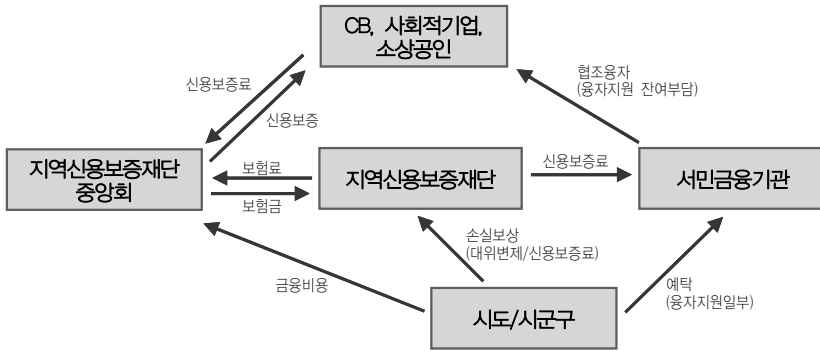 CB, 사회적기업,
소상공인
신용보증료
신용보증
협조융자
(융자지원 잔여부담)
지역신용보증재단
중앙회
보험료
보험금
지역신용보증재단
신용보증료
서민금융기관
손실보상
(대위변제/신용보증료)
금융비용
예탁
(융자지원일부)
시도/시군구